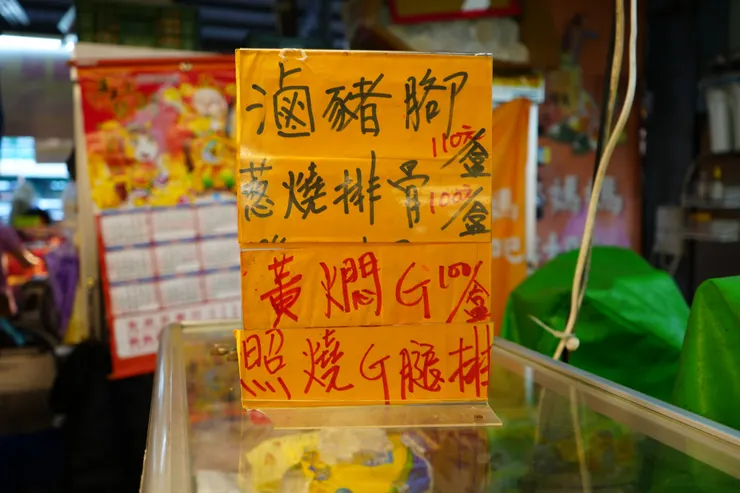 滷豬腳
110元/盒
蔥燒排骨
100元/盒
黃燜G 100/盒
照燒G腿排